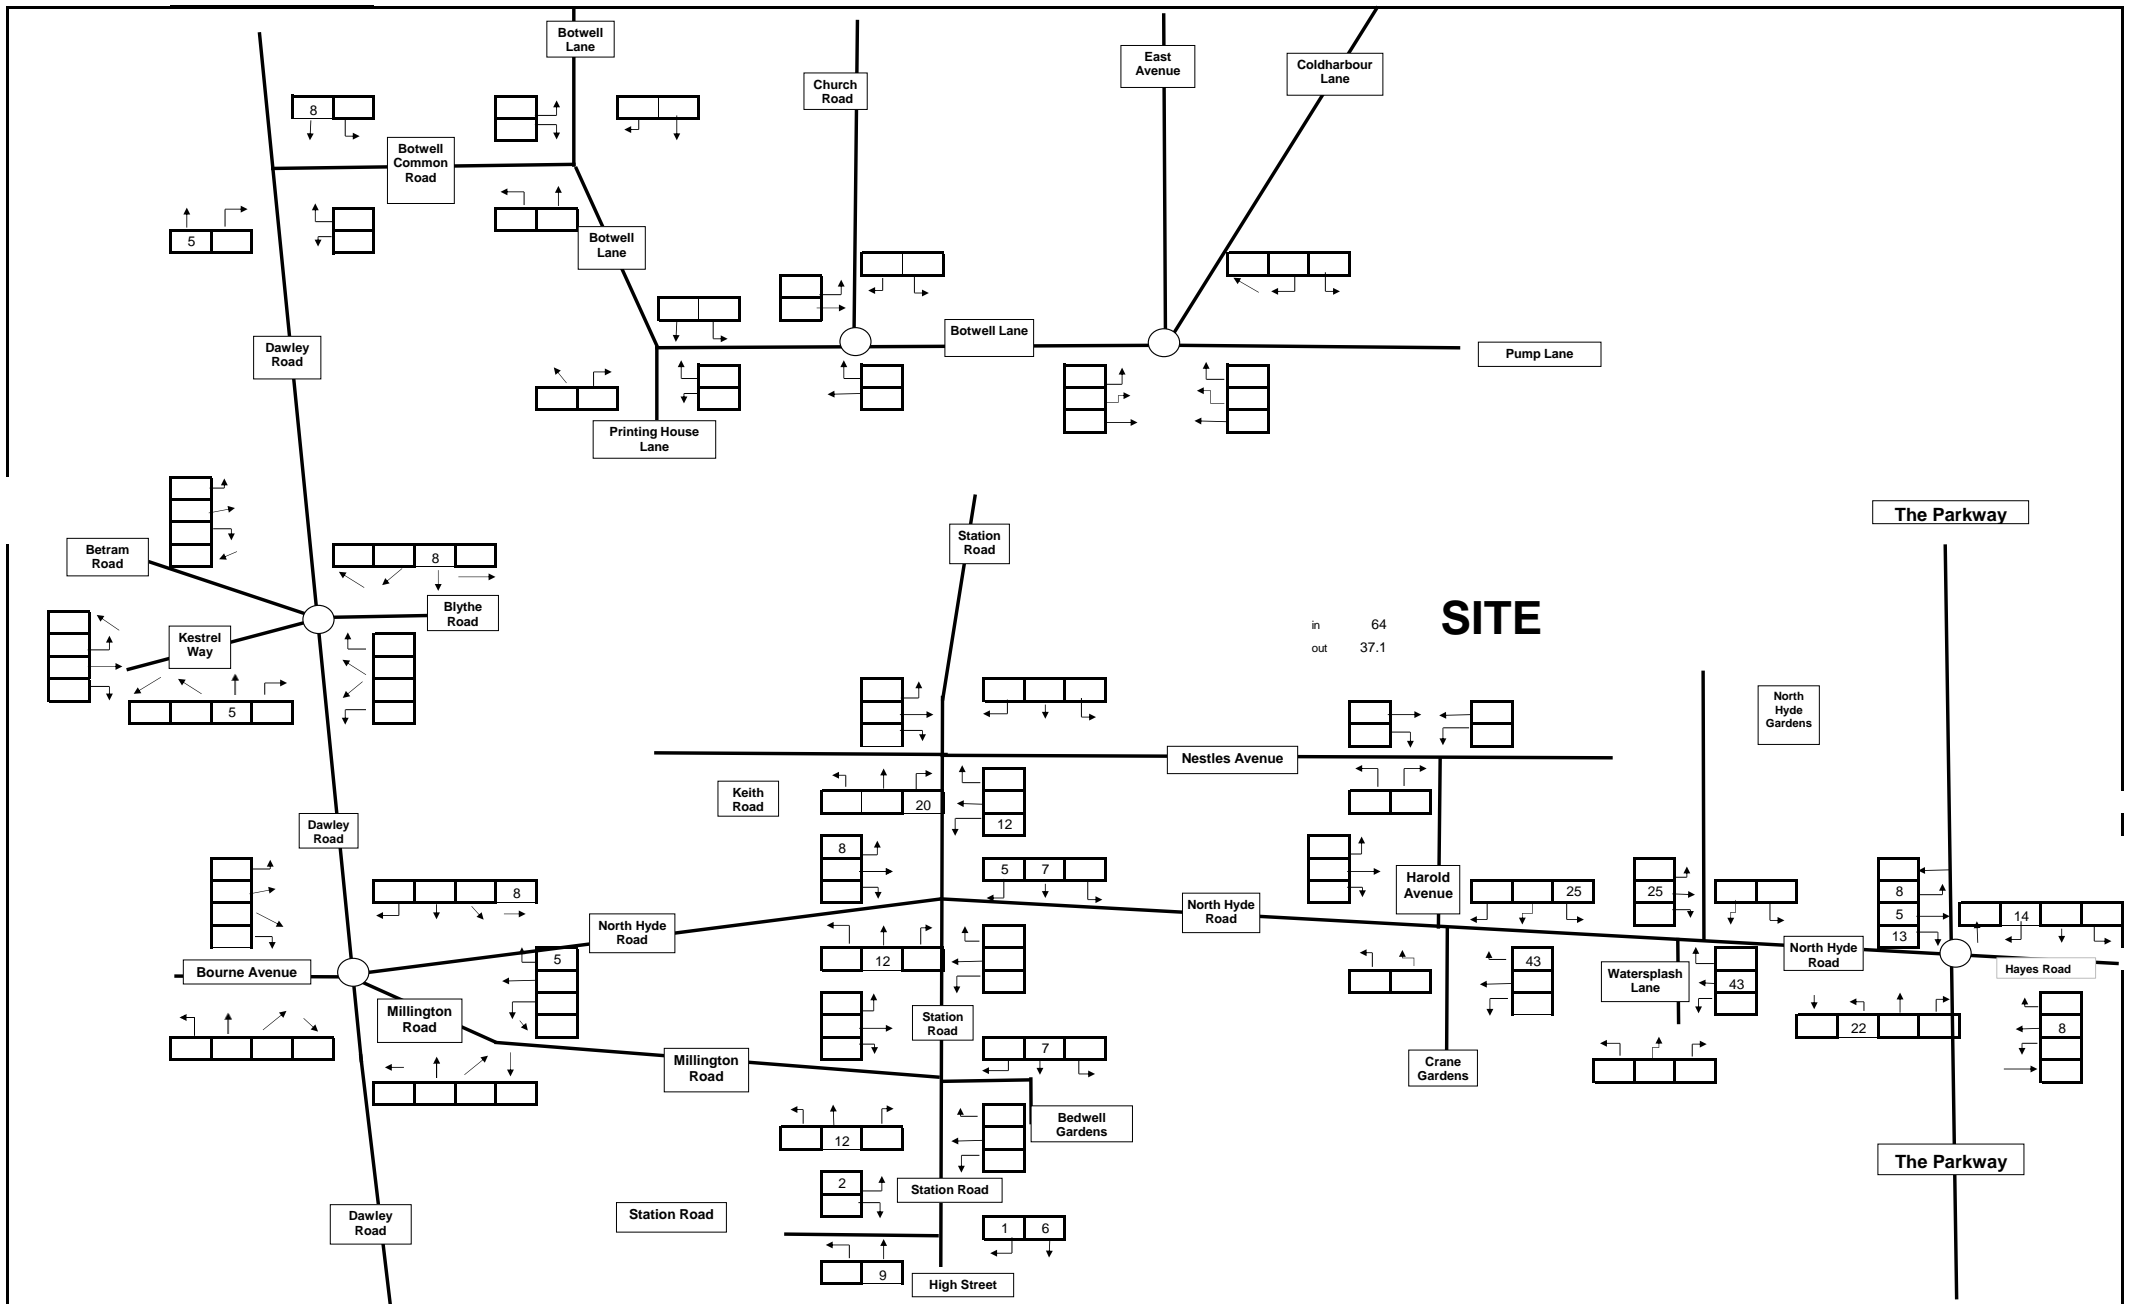 Botwell
Lane
East
Avenue
Coldharbour
Lane
Church
Road
8
Botwell
Common
Road
5
Botwell
Lane
Botwell Lane
Dawley
Road
Pump Lane
Printing House
Lane
The Parkway
Station
Road
Betram
Road
8
Blythe
Road
SITE
in 64
out 37.1
Kestrel
Way
5
North
Hyde
Gardens
Nestles Avenue
Keith
Road
20
12
Dawley
Road
8
5 7
8
Harold
Avenue
25
25
8
5
13
14
North Hyde
Road
North Hyde
Road
North Hyde
Road
5
12
43
Bourne Avenue
Watersplash
Lane
43
Hayes Road
Millington
Road
Station
Road
22
8
7
Millington
Road
Crane
Gardens
12
Bedwell
Gardens
The Parkway
2
Station Road
Dawley
Road
Station Road
1 6
9
High Street